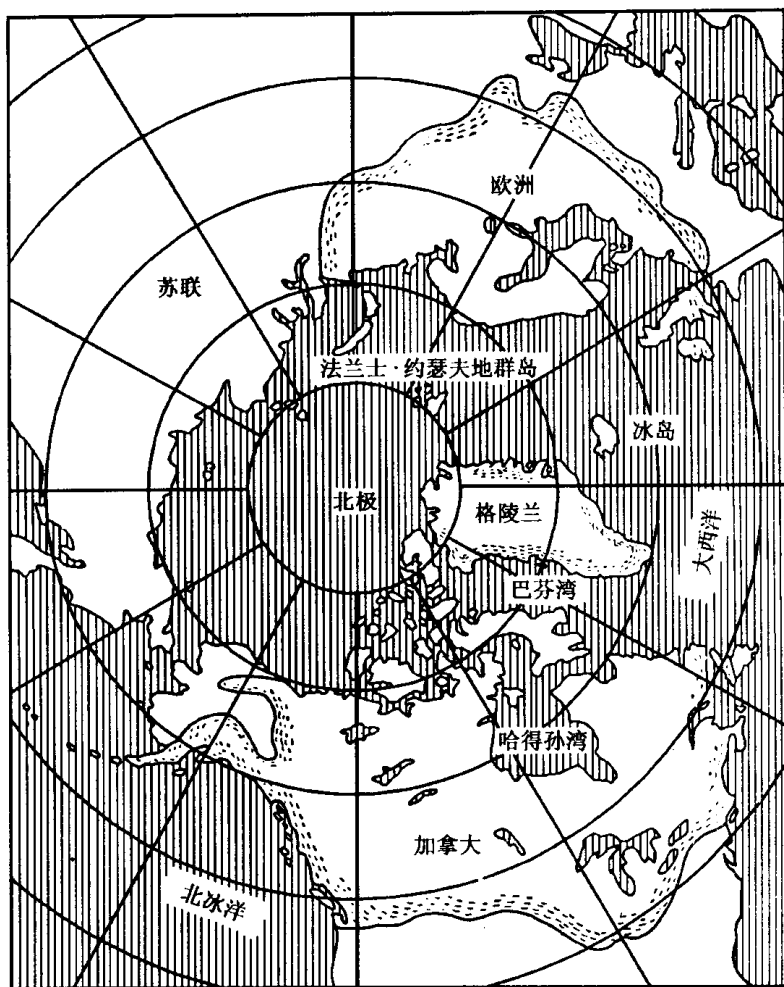 欧洲
苏联
法兰士·约瑟夫地群岛
冰岛
北极
格陵兰
大西洋
巴芬湾
哈得孙湾
加拿大
北冰洋